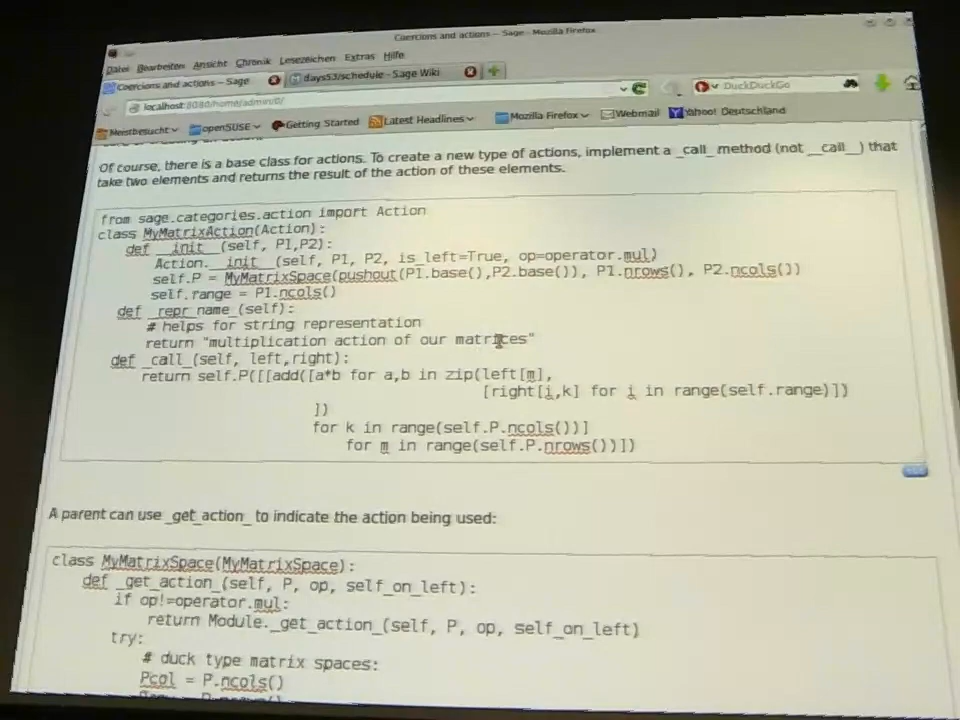 Coercions and actions – Sage - Mozilla Firefox
Datei Bearbeiten Ansicht Chronik Lesezeichen Extras Hilfe
Coercions and actions – Sage
days53/schedule - Sage Wiki
localhost:8080/home/admin/0/
DuckDuckGo
Meistbesucht openSUSE Getting Started Latest Headlines Mozilla Firefox Webmail Yahoo! Deutschland
Of course, there is a base class for actions. To create a new type of actions, implement a _call_ method (not __call__) that
take two elements and returns the result of the action of these elements.
from sage.categories.action import Action
class MyMatrixAction(Action):
def __init__(self, P1,P2):
Action.__init__(self, P1, P2, is_left=True, op=operator.mul)
self.P = MyMatrixSpace(pushout(P1.base(),P2.base()), P1.nrows(), P2.ncols())
self.range = P1.ncols()
def _repr_name_(self):
# helps for string representation
return "multiplication action of our matrices"
def _call_(self, left,right):
return self.P([[add([a*b for a,b in zip(left[m],
[right[i,k] for i in range(self.range)])
])
for k in range(self.P.ncols())]
for m in range(self.P.nrows())])
A parent can use _get_action_ to indicate the action being used:
class MyMatrixSpace(MyMatrixSpace):
def _get_action_(self, P, op, self_on_left):
if op!=operator.mul:
return Module._get_action_(self, P, op, self_on_left)
try:
# duck type matrix spaces:
Pcol = P.ncols()